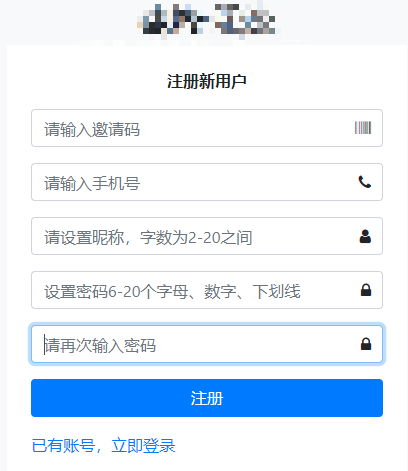 注册新用户
请输入邀请码
请输入手机号
请设置昵称，字数为2-20之间
设置密码6-20个字母、数字、下划线
请再次输入密码
注册
已有账号，立即登录